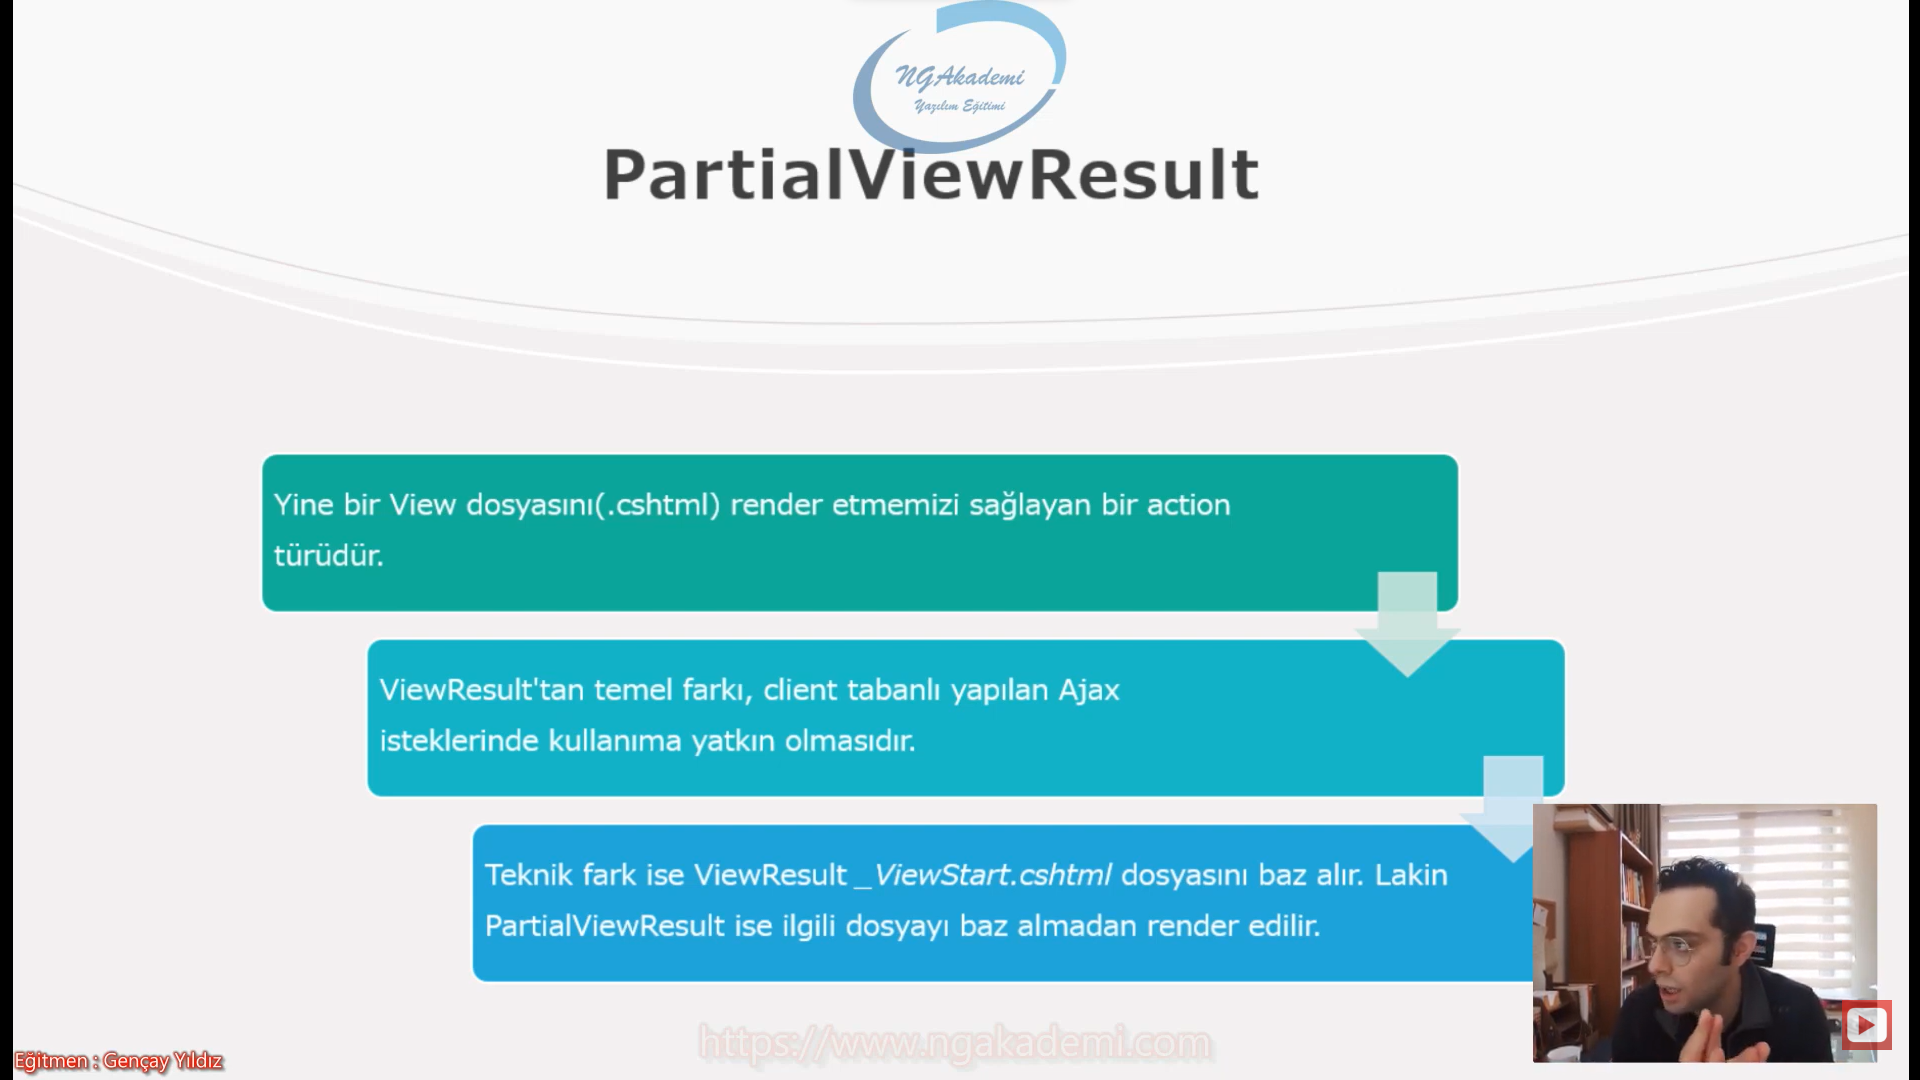 NGAkademi
Yazılım Eğitimi
PartialViewResult
Yine bir View dosyasını(.cshtml) render etmemizi sağlayan bir action
türüdür.
ViewResult'tan temel farkı, client tabanlı yapılan Ajax
isteklerinde kullanıma yatkın olmasıdır.
Teknik fark ise ViewResult _ViewStart.cshtml dosyasını baz alır. Lakin
PartialViewResult ise ilgili dosyayı baz almadan render edilir.
https://www.ngakademi.com
Eğitmen : Gençay Yıldız